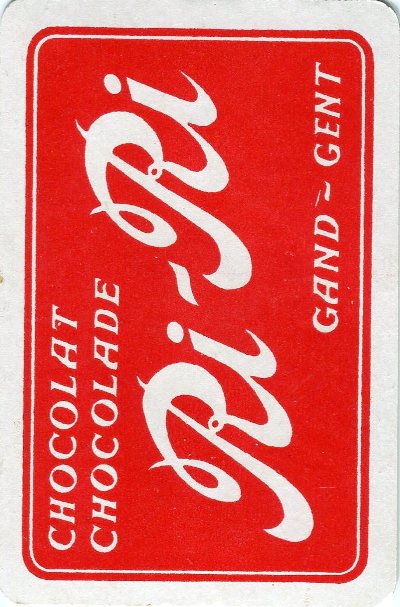 CHOCOLAT
CHOCOLADE
Ri-Ri
GAND ~ GENT